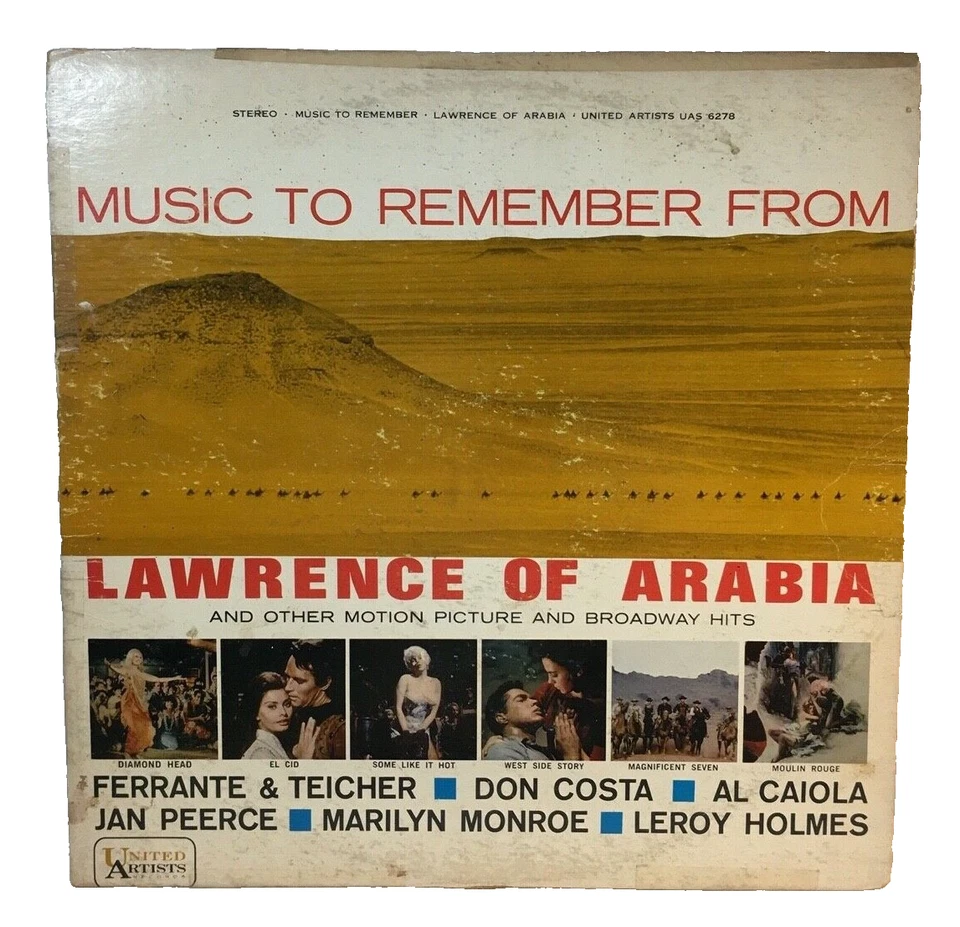 STEREO · MUSIC TO REMEMBER · LAWRENCE OF ARABIA · UNITED ARTISTS UAS 6278
MUSIC TO REMEMBER FROM
LAWRENCE OF ARABIA
AND OTHER MOTION PICTURE AND BROADWAY HITS
DIAMOND HEAD EL CID SOME LIKE IT HOT WEST SIDE STORY MAGNIFICENT SEVEN MOULIN ROUGE
FERRANTE & TEICHER ■ DON COSTA ■ AL CAIOLA
JAN PEERCE ■ MARILYN MONROE ■ LEROY HOLMES
UNITED
ARTISTS
RECORDS